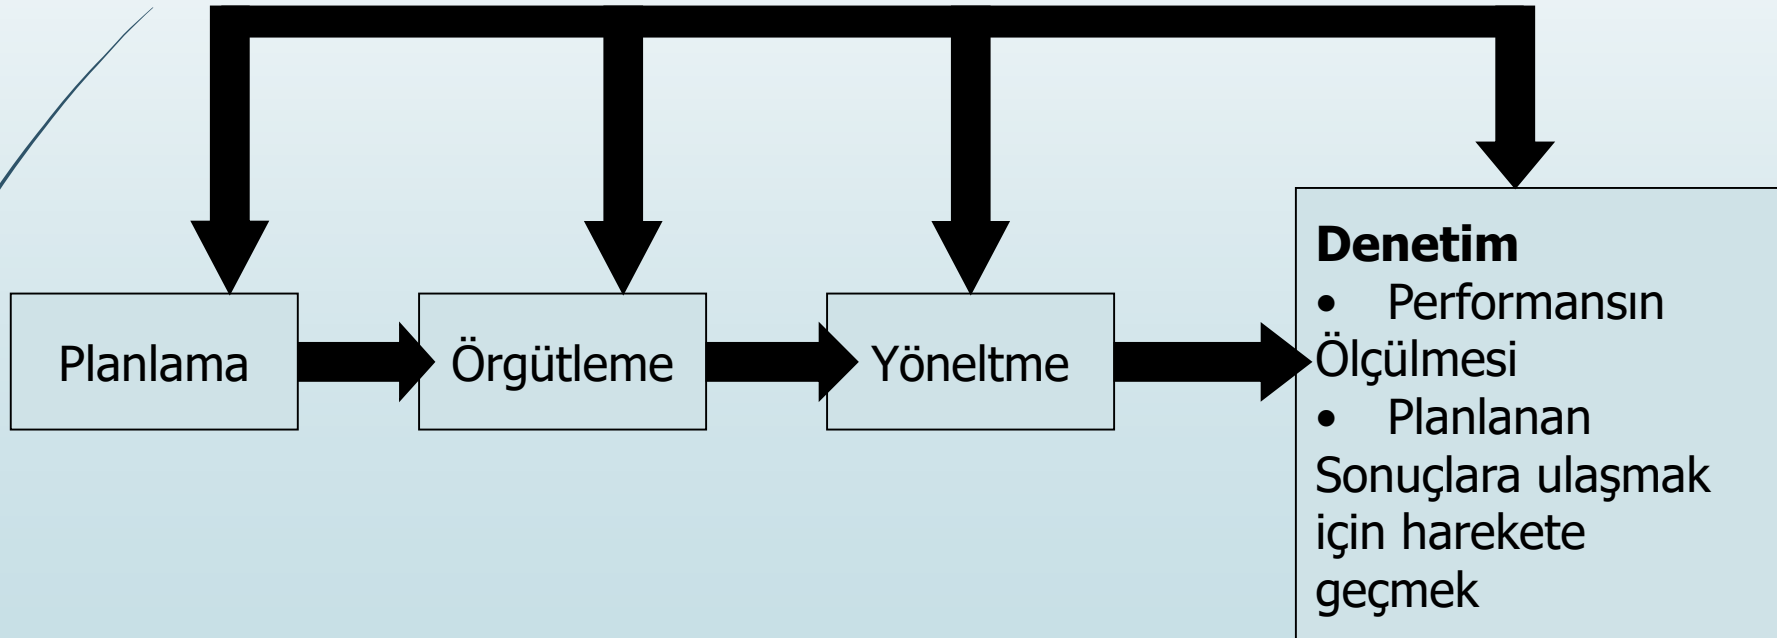 Planlama
Örgütleme
Yöneltme
Denetim
• Performansın
Ölçülmesi
• Planlanan
Sonuçlara ulaşmak
için harekete
geçmek